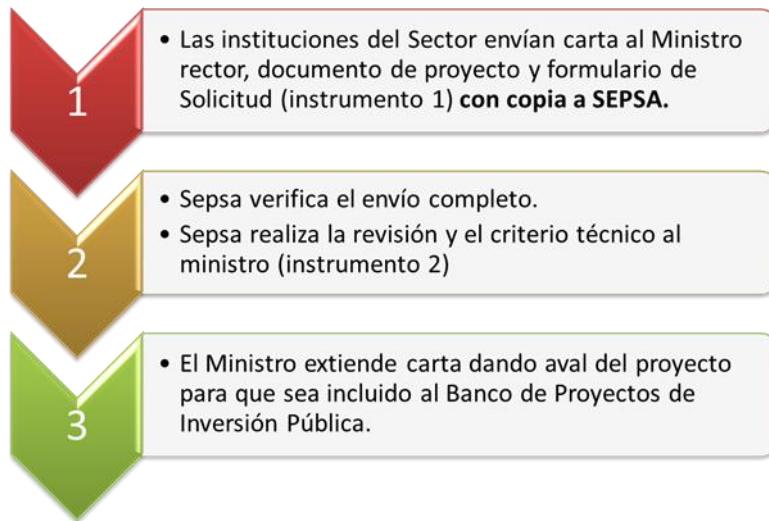 1
• Las instituciones del Sector envían carta al Ministro
rector, documento de proyecto y formulario de
Solicitud (instrumento 1) con copia a SEPSA.
2
• Sepsa verifica el envío completo.
• Sepsa realiza la revisión y el criterio técnico al
ministro (instrumento 2)
3
• El Ministro extiende carta dando aval del proyecto
para que sea incluido al Banco de Proyectos de
Inversión Pública.